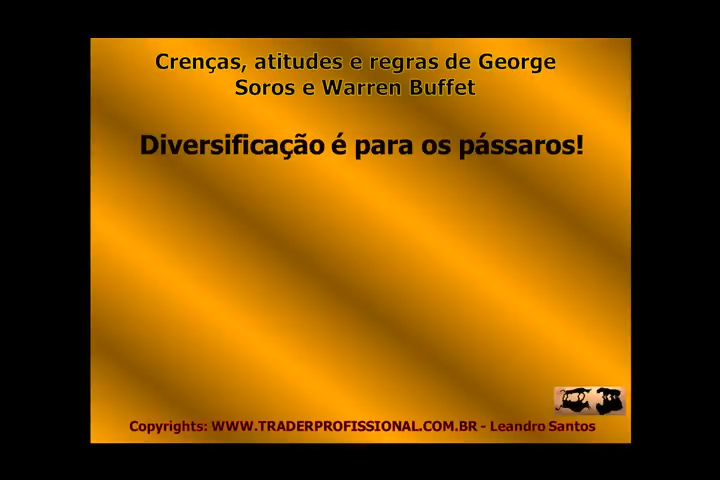 Crenças, atitudes e regras de George
Soros e Warren Buffet
Diversificação é para os pássaros!
Copyrights: WWW.TRADERPROFISSIONAL.COM.BR - Leandro Santos